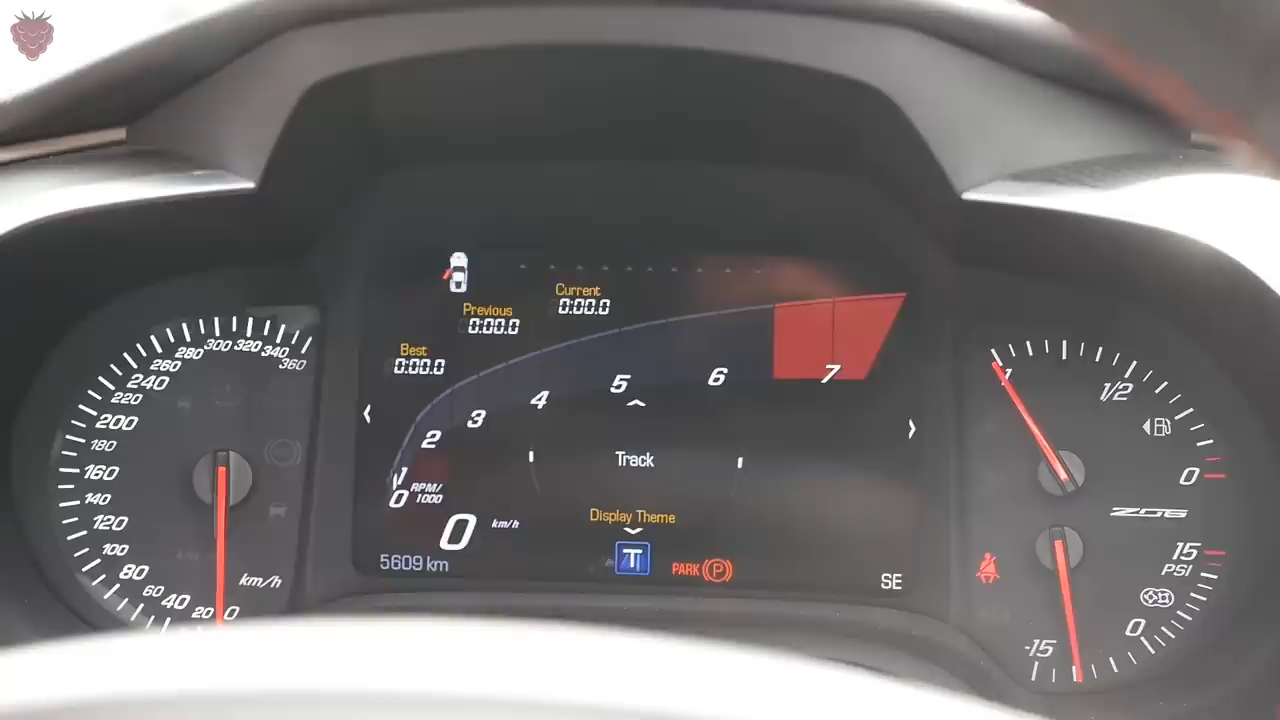 Current
0:00.0
Previous
0:00.0
Best
0:00.0
0
1
2
3
4
5
6
7
RPM/
1000
Track
Display Theme
0 km/h
5609 km
T
PARK P
SE
0
20
40
60
80
100
120
140
160
180
200
220
240
260
280
300
320
340
360
km/h
1
1/2
0
Z06
15
PSI
0
-15